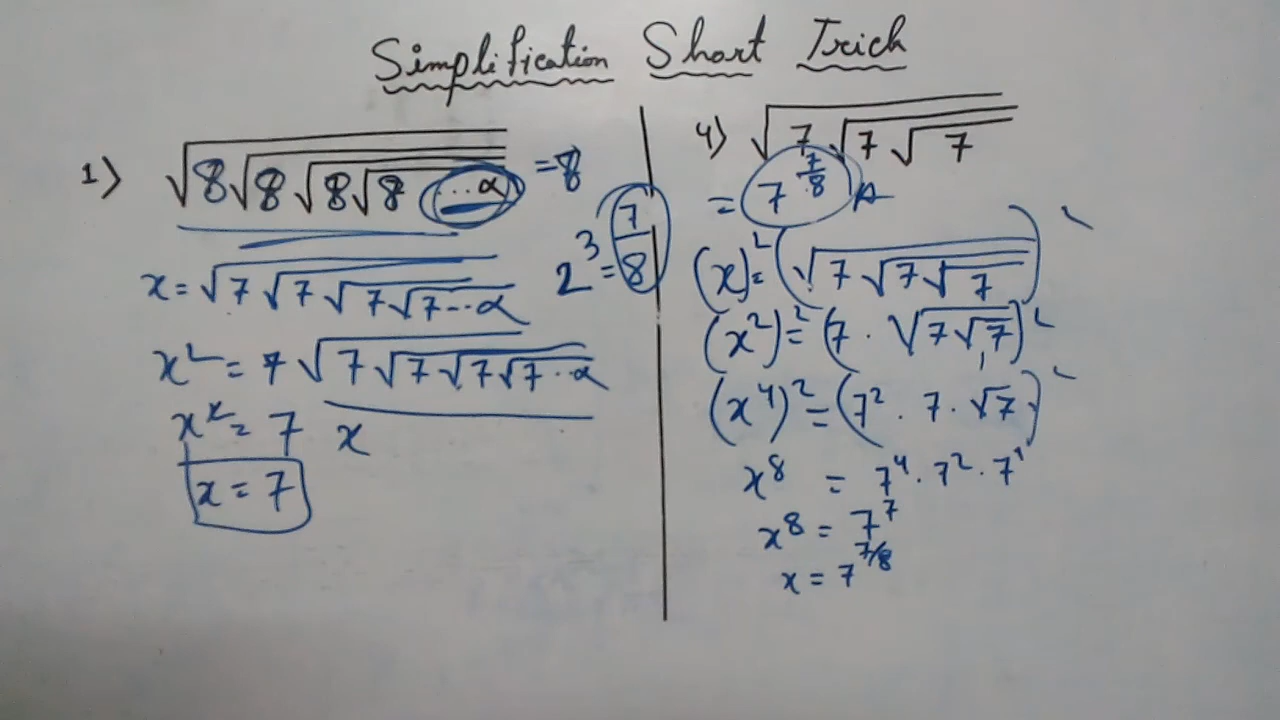 Simplification Short Trick
1) √8√8√8√8 ...α = 8
x = √7√7√7√7...α
x² = 7√7√7√7√7..α
x² = 7 x
x = 7
2³ = 8
7/8
4) √7√7√7
= 7^7/8 A
(x)² = (√7√7√7)²
(x²)² = (7 . √7√7)²
(x⁴)² = (7² . 7 . √7)²
x⁸ = 7⁴ . 7² . 7¹
x⁸ = 7⁷
x = 7^7/8